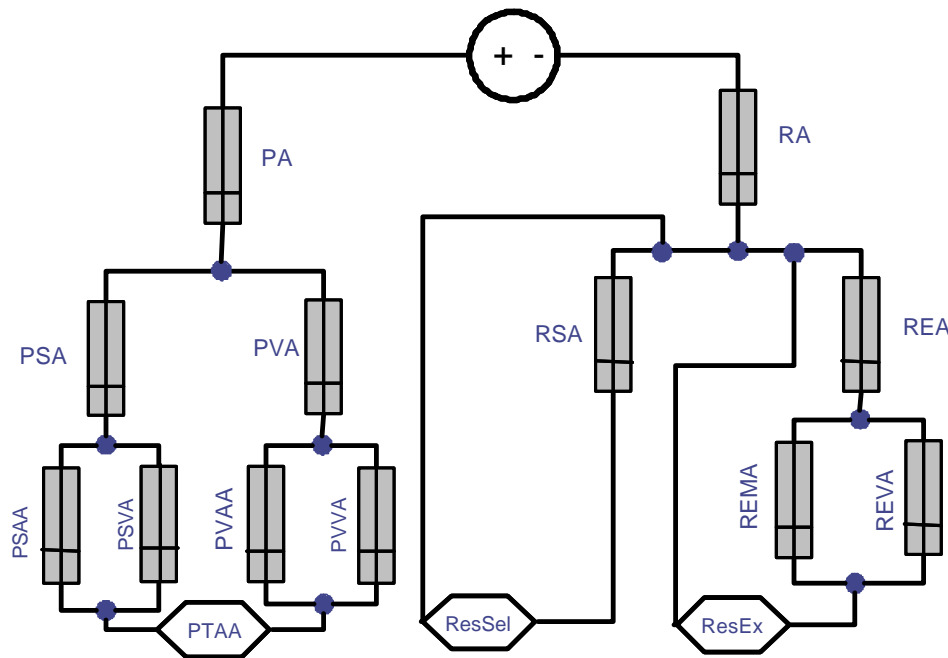 + -
PA
RA
PSA
PVA
RSA
REA
PSAA
PSVA
PVAA
PVVA
REMA
REVA
PTAA
ResSel
ResEx